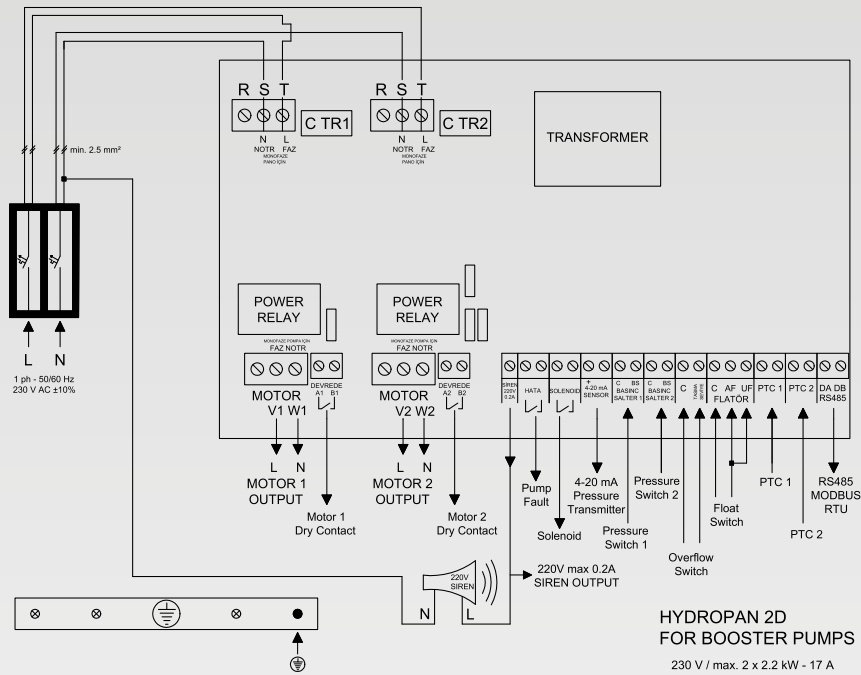 R S T
C TR1
N L
NOTR FAZ
MONOFAZE
PANO İÇİN
R S T
C TR2
N L
NOTR FAZ
MONOFAZE
PANO İÇİN
TRANSFORMER
min. 2.5 mm²
L N
1 ph - 50/60 Hz
230 V AC ±10%
POWER
RELAY
MONOFAZE POMPA İÇİN
FAZ NOTR
MOTOR
V1 W1
DEVREDE
A1 B1
L N
MOTOR 1
OUTPUT
Motor 1
Dry Contact
POWER
RELAY
MONOFAZE POMPA İÇİN
FAZ NOTR
MOTOR
V2 W2
DEVREDE
A2 B2
L N
MOTOR 2
OUTPUT
Motor 2
Dry Contact
SİREN
220V
0.2A
HATA
SOLENOID
+
4-20 mA
SENSOR
C BS
BASINC
SALTER 1
C BS
BASINC
SALTER 2
C
TASMA
C AF UF
FLATÖR
PTC 1
PTC 2
DA DB
RS485
Pump
Fault
Solenoid
4-20 mA
Pressure
Transmitter
Pressure
Switch 1
Pressure
Switch 2
Overflow
Switch
Float
Switch
PTC 1
PTC 2
RS485
MODBUS
RTU
220V max 0.2A
SIREN OUTPUT
220V
SIREN
N L
HYDROPAN 2D
FOR BOOSTER PUMPS
230 V / max. 2 x 2.2 kW - 17 A